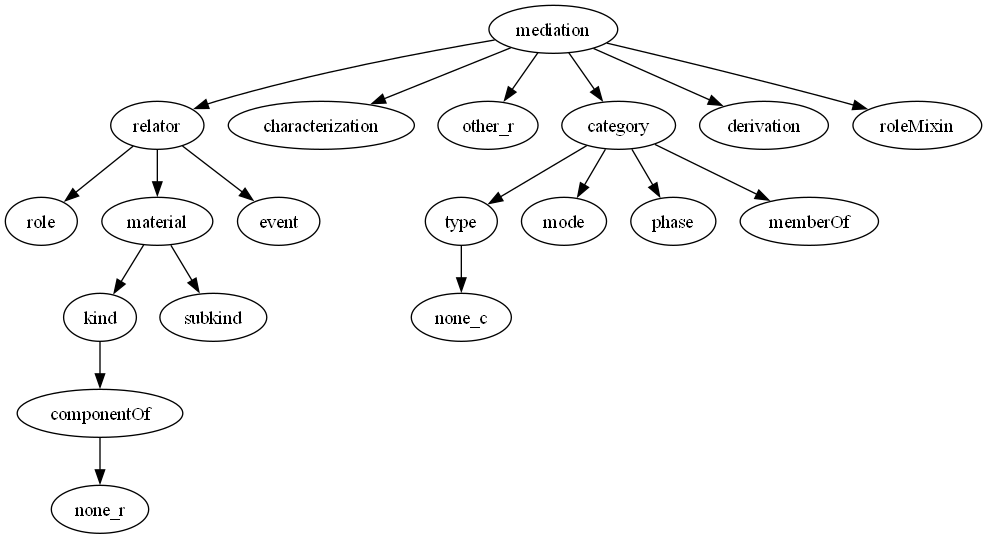 mediation
relator
characterization
other_r
category
derivation
roleMixin
role
material
event
type
mode
phase
memberOf
kind
subkind
none_c
componentOf
none_r